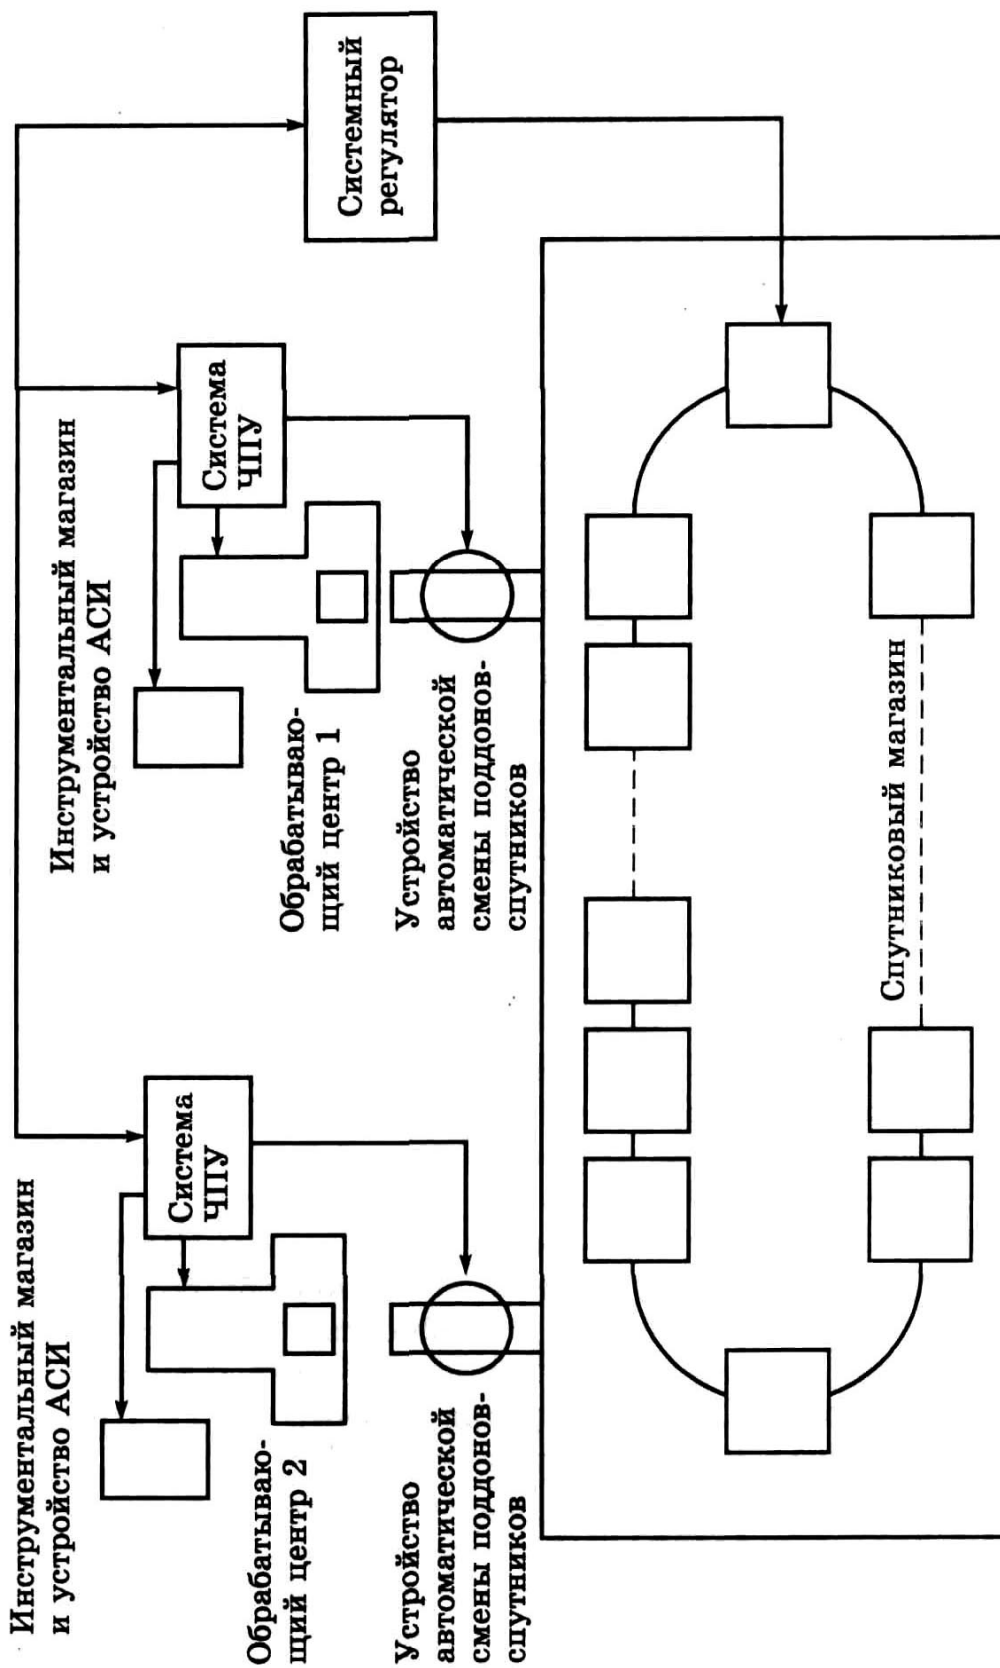 Инструментальный магазин
и устройство АСИ
Система
ЧПУ
Обрабатываю-
щий центр 2
Устройство
автоматической
смены поддонов-
спутников
Инструментальный магазин
и устройство АСИ
Система
ЧПУ
Обрабатываю-
щий центр 1
Устройство
автоматической
смены поддонов-
спутников
Системный
регулятор
Спутниковый магазин